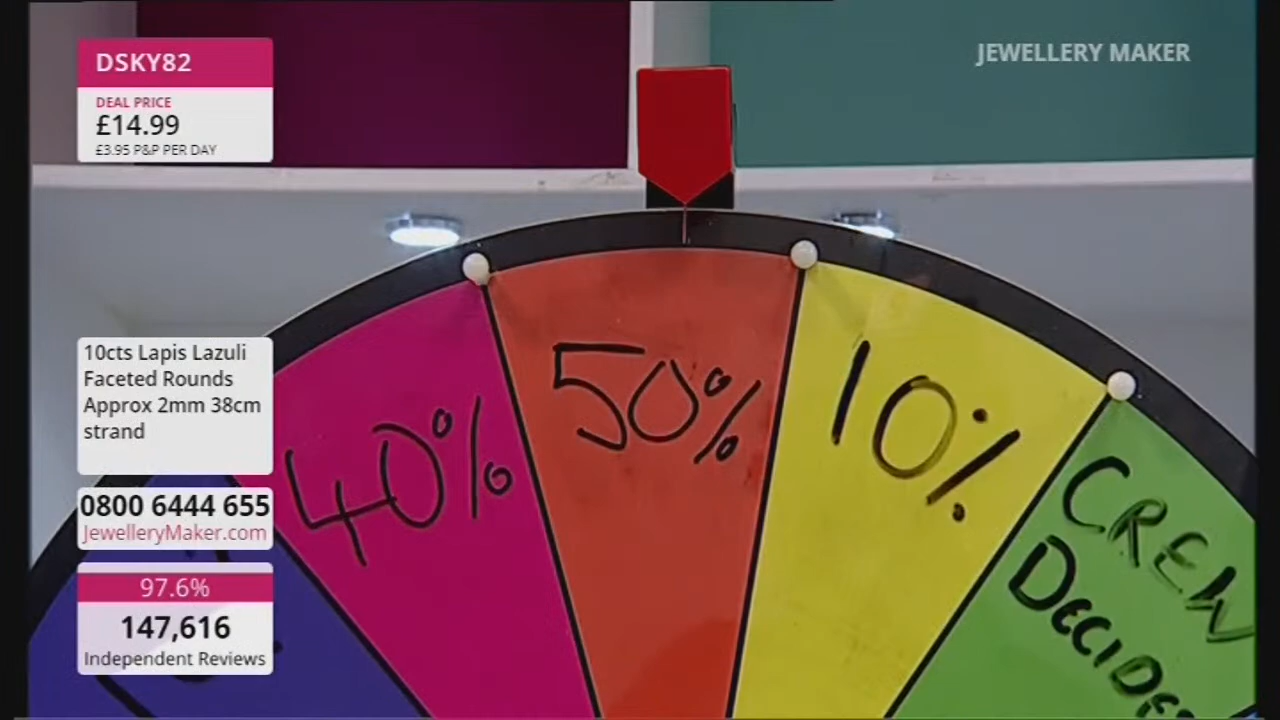 DSKY82
DEAL PRICE
£14.99
£3.95 P&P PER DAY
JEWELLERY MAKER
10cts Lapis Lazuli
Faceted Rounds
Approx 2mm 38cm
strand
0800 6444 655
JewelleryMaker.com
97.6%
147,616
Independent Reviews
40%
50%
10%
CREW
DECIDES